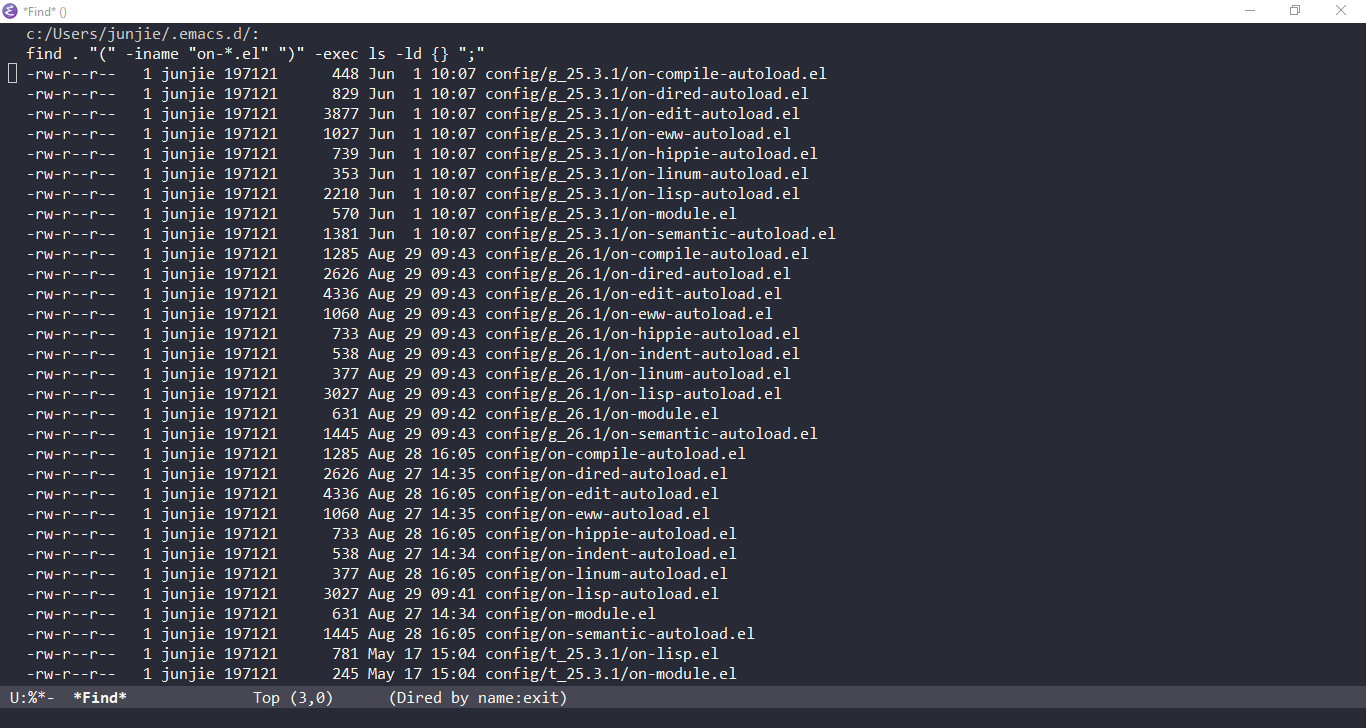 *Find* ()
c:/Users/junjie/.emacs.d/:
find . "(" -iname "on-*.el" ")" -exec ls -ld {} ";"
-rw-r--r-- 1 junjie 197121 448 Jun 1 10:07 config/g_25.3.1/on-compile-autoload.el
-rw-r--r-- 1 junjie 197121 829 Jun 1 10:07 config/g_25.3.1/on-dired-autoload.el
-rw-r--r-- 1 junjie 197121 3877 Jun 1 10:07 config/g_25.3.1/on-edit-autoload.el
-rw-r--r-- 1 junjie 197121 1027 Jun 1 10:07 config/g_25.3.1/on-eww-autoload.el
-rw-r--r-- 1 junjie 197121 739 Jun 1 10:07 config/g_25.3.1/on-hippie-autoload.el
-rw-r--r-- 1 junjie 197121 353 Jun 1 10:07 config/g_25.3.1/on-linum-autoload.el
-rw-r--r-- 1 junjie 197121 2210 Jun 1 10:07 config/g_25.3.1/on-lisp-autoload.el
-rw-r--r-- 1 junjie 197121 570 Jun 1 10:07 config/g_25.3.1/on-module.el
-rw-r--r-- 1 junjie 197121 1381 Jun 1 10:07 config/g_25.3.1/on-semantic-autoload.el
-rw-r--r-- 1 junjie 197121 1285 Aug 29 09:43 config/g_26.1/on-compile-autoload.el
-rw-r--r-- 1 junjie 197121 2626 Aug 29 09:43 config/g_26.1/on-dired-autoload.el
-rw-r--r-- 1 junjie 197121 4336 Aug 29 09:43 config/g_26.1/on-edit-autoload.el
-rw-r--r-- 1 junjie 197121 1060 Aug 29 09:43 config/g_26.1/on-eww-autoload.el
-rw-r--r-- 1 junjie 197121 733 Aug 29 09:43 config/g_26.1/on-hippie-autoload.el
-rw-r--r-- 1 junjie 197121 538 Aug 29 09:43 config/g_26.1/on-indent-autoload.el
-rw-r--r-- 1 junjie 197121 377 Aug 29 09:43 config/g_26.1/on-linum-autoload.el
-rw-r--r-- 1 junjie 197121 3027 Aug 29 09:43 config/g_26.1/on-lisp-autoload.el
-rw-r--r-- 1 junjie 197121 631 Aug 29 09:42 config/g_26.1/on-module.el
-rw-r--r-- 1 junjie 197121 1445 Aug 29 09:43 config/g_26.1/on-semantic-autoload.el
-rw-r--r-- 1 junjie 197121 1285 Aug 28 16:05 config/on-compile-autoload.el
-rw-r--r-- 1 junjie 197121 2626 Aug 27 14:35 config/on-dired-autoload.el
-rw-r--r-- 1 junjie 197121 4336 Aug 28 16:05 config/on-edit-autoload.el
-rw-r--r-- 1 junjie 197121 1060 Aug 27 14:35 config/on-eww-autoload.el
-rw-r--r-- 1 junjie 197121 733 Aug 28 16:05 config/on-hippie-autoload.el
-rw-r--r-- 1 junjie 197121 538 Aug 27 14:34 config/on-indent-autoload.el
-rw-r--r-- 1 junjie 197121 377 Aug 28 16:05 config/on-linum-autoload.el
-rw-r--r-- 1 junjie 197121 3027 Aug 29 09:41 config/on-lisp-autoload.el
-rw-r--r-- 1 junjie 197121 631 Aug 27 14:34 config/on-module.el
-rw-r--r-- 1 junjie 197121 1445 Aug 28 16:05 config/on-semantic-autoload.el
-rw-r--r-- 1 junjie 197121 781 May 17 15:04 config/t_25.3.1/on-lisp.el
-rw-r--r-- 1 junjie 197121 245 May 17 15:04 config/t_25.3.1/on-module.el
U:%*- *Find* Top (3,0) (Dired by name:exit)